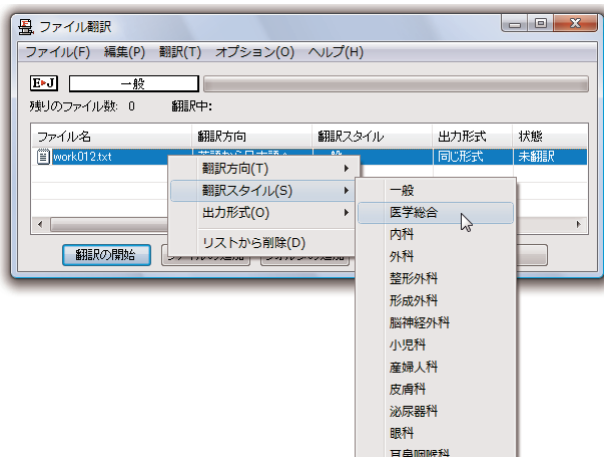 ファイル翻訳
ファイル(F) 編集(P) 翻訳(T) オプション(O) ヘルプ(H)
E▸J 一般
残りのファイル数: 0 翻訳中:
ファイル名 翻訳方向 翻訳スタイル 出力形式 状態
work012.txt 同じ形式 未翻訳
翻訳方向(T)
翻訳スタイル(S)
出力形式(O)
リストから削除(D)
翻訳の開始
一般
医学総合
内科
外科
整形外科
形成外科
脳神経外科
小児科
産婦人科
皮膚科
泌尿器科
眼科
耳鼻咽喉科